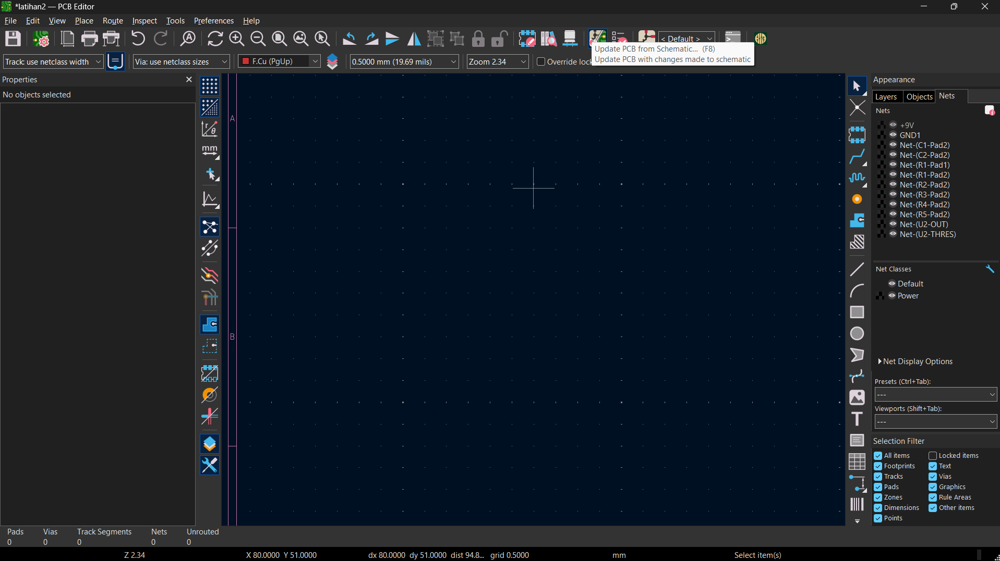 *latihan2 — PCB Editor
File Edit View Place Route Inspect Tools Preferences Help
< Default >
Update PCB from Schematic... (F8)
Update PCB with changes made to schematic
Track: use netclass width
Via: use netclass sizes
F.Cu (PgUp)
0.5000 mm (19.69 mils)
Zoom 2.34
Override lock
Properties
No objects selected
mm
A
B
Appearance
Layers Objects Nets
Nets
+9V
GND1
Net-(C1-Pad2)
Net-(C2-Pad2)
Net-(R1-Pad1)
Net-(R1-Pad2)
Net-(R2-Pad2)
Net-(R3-Pad2)
Net-(R4-Pad2)
Net-(R5-Pad2)
Net-(U2-OUT)
Net-(U2-THRES)
Net Classes
Default
Power
Net Display Options
Presets (Ctrl+Tab):
---
Viewports (Shift+Tab):
---
Selection Filter
All items Locked items
Footprints Text
Tracks Vias
Pads Graphics
Zones Rule Areas
Dimensions Other items
Points
Pads Vias Track Segments Nets Unrouted
0 0 0 0 0
Z 2.34 X 80.0000 Y 51.0000 dx 80.0000 dy 51.0000 dist 94.8... grid 0.5000 mm Select item(s)